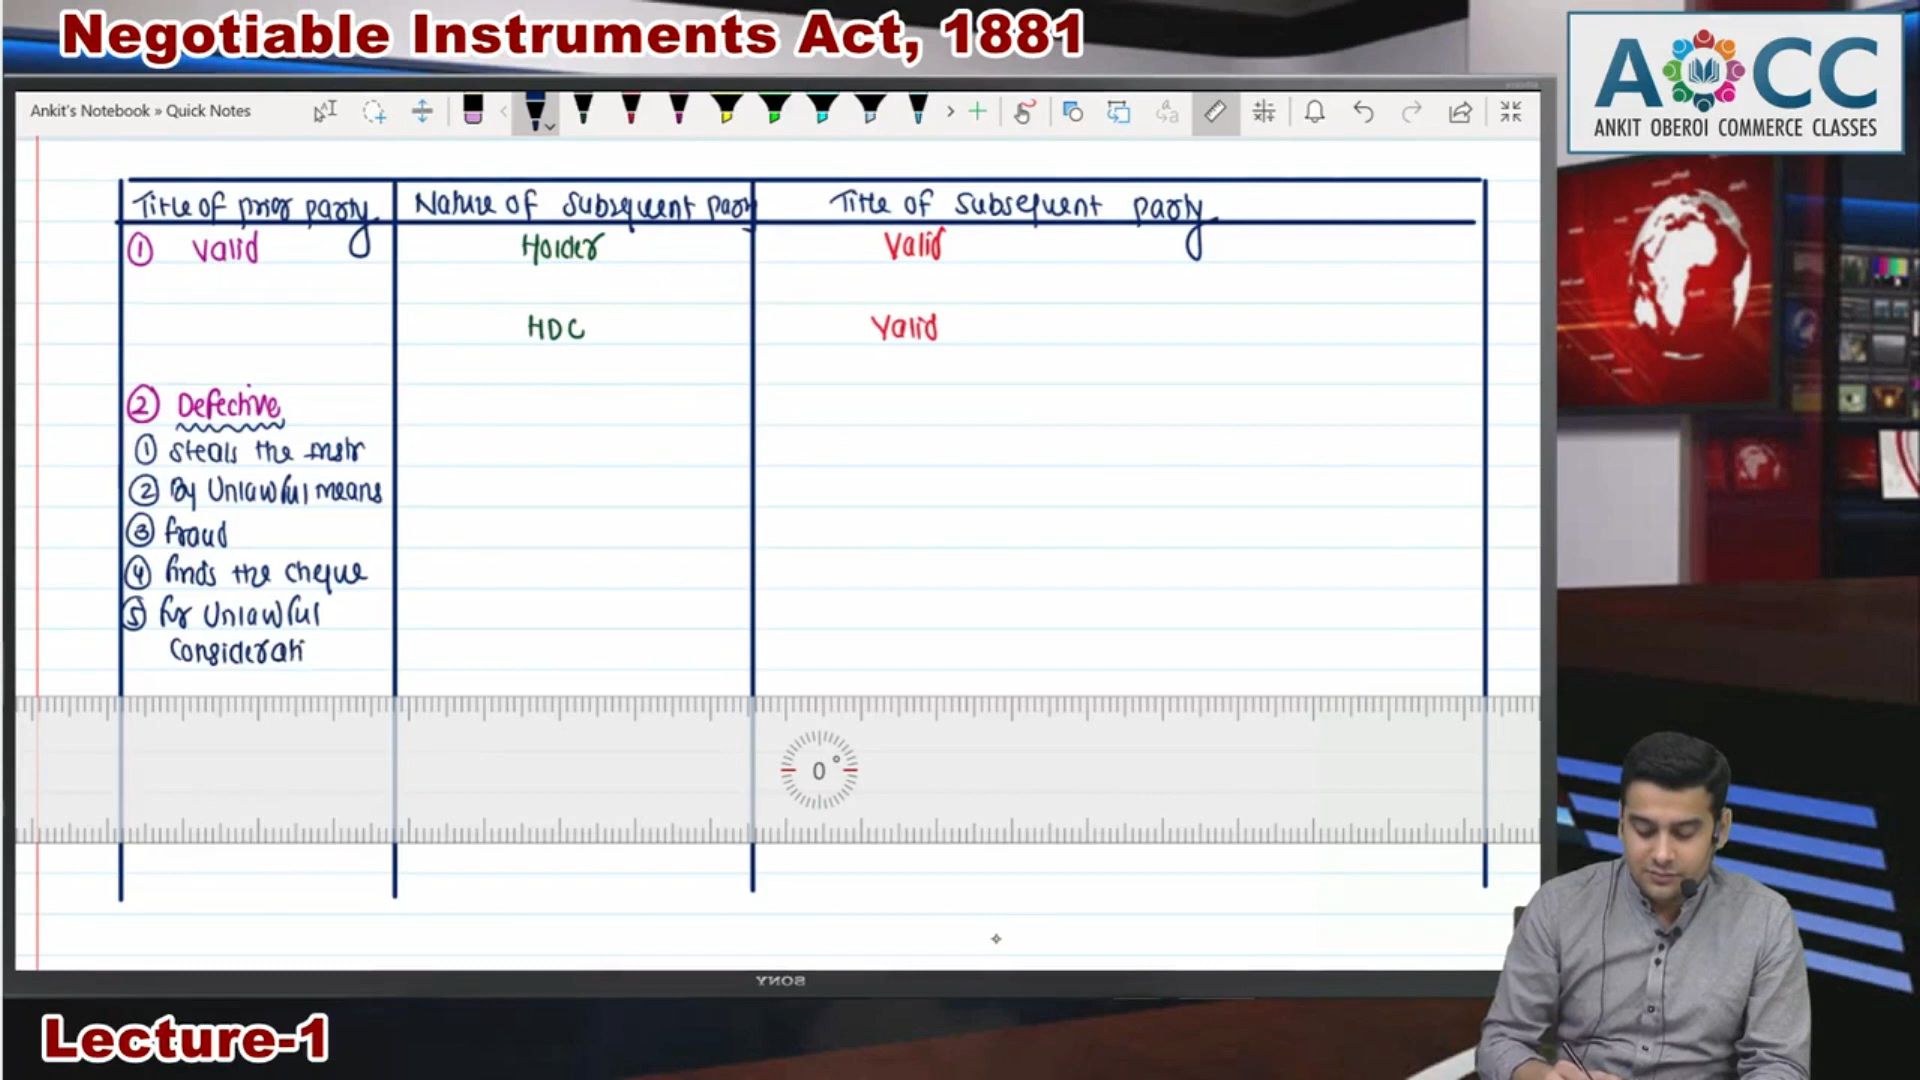 Negotiable Instruments Act, 1881
AOCC
ANKIT OBEROI COMMERCE CLASSES
Ankit's Notebook » Quick Notes
Title of prior party
Nature of Subsequent party
Title of Subsequent party
① Valid
Holder
Valid
HDC
Valid
② Defective
① Steals the instr
② By Unlawful means
③ fraud
④ finds the cheque
⑤ for Unlawful
Considerati
0°
SONY
Lecture-1